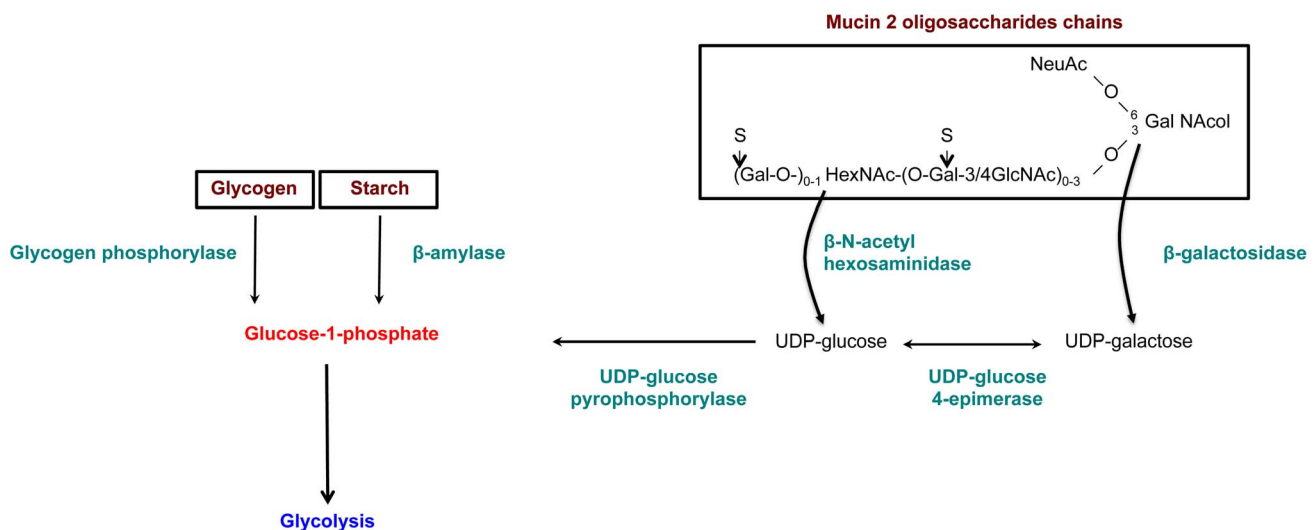 Mucin 2 oligosaccharides chains
NeuAc
O
6
3
Gal NAcol
S
S
O
(Gal-O-)0-1 HexNAc-(O-Gal-3/4GlcNAc)0-3
Glycogen
Starch
Glycogen phosphorylase
β-amylase
β-N-acetyl
hexosaminidase
β-galactosidase
Glucose-1-phosphate
UDP-glucose
UDP-galactose
UDP-glucose
pyrophosphorylase
UDP-glucose
4-epimerase
Glycolysis